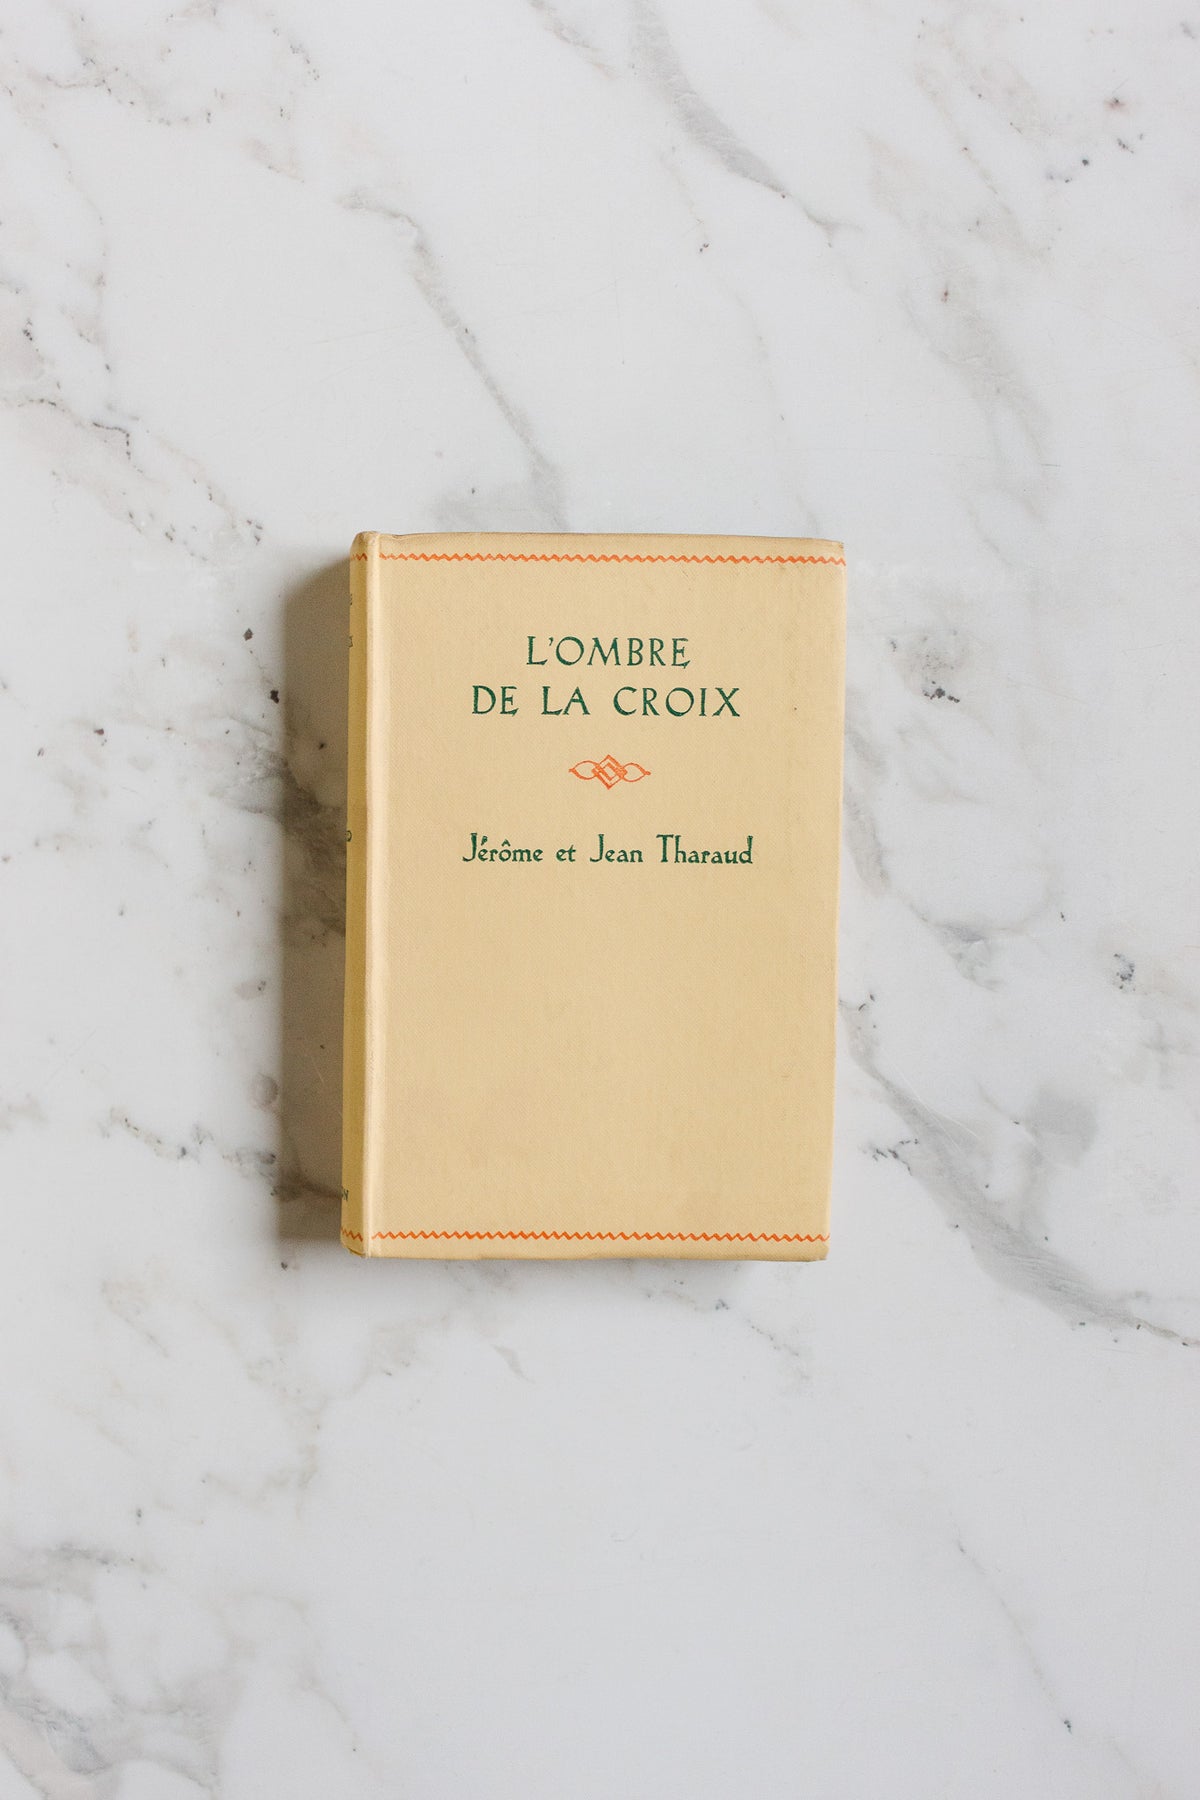 L'OMBRE
DE LA CROIX
Jérôme et Jean Tharaud